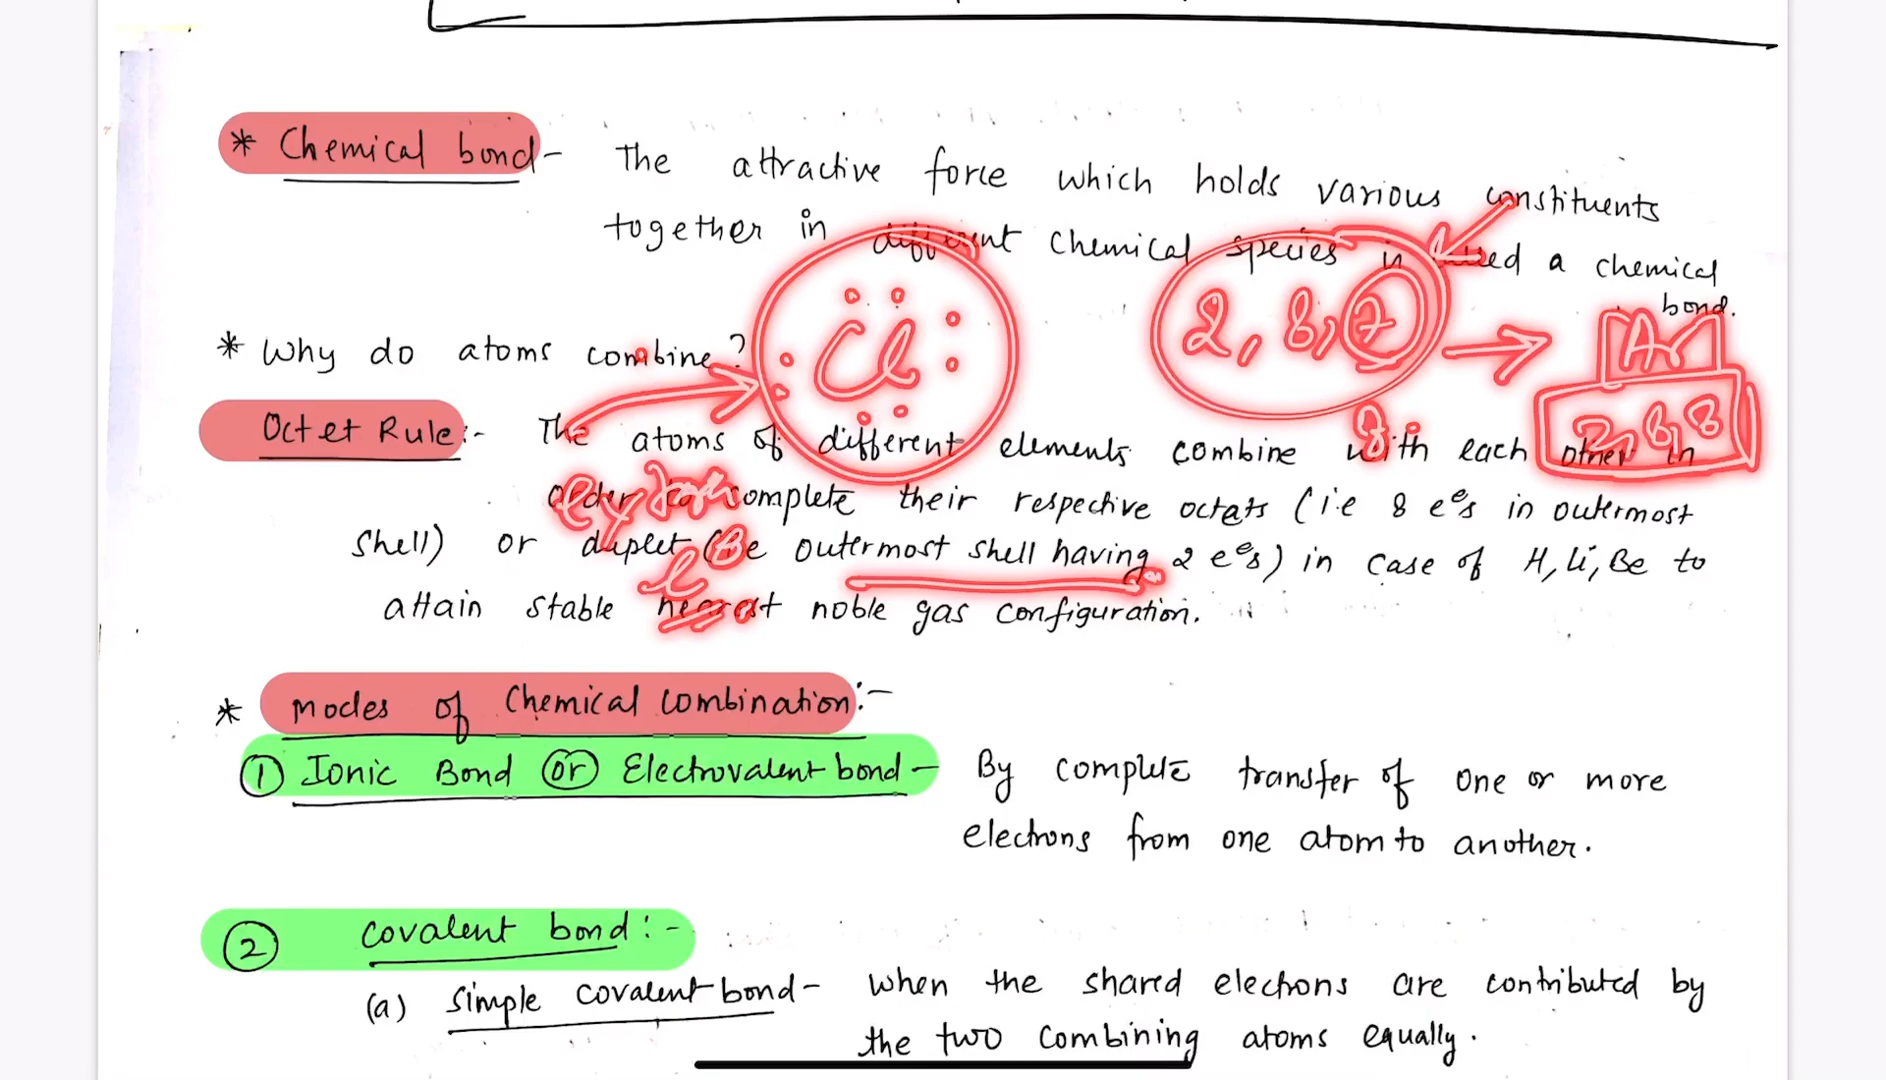 * Chemical bond - The attractive force which holds various constituents
together in different chemical species is called a chemical
bond.
* Why do atoms combine?
Cl
2, 8, 7
Ar
2, 8, 8
8
Octet Rule :- The atoms of different elements combine with each other in
order to complete their respective octets (i.e 8 e⁻s in outermost
shell) or duplet (i.e outermost shell having 2 e⁻s) in case of H, Li, Be to
attain stable nearest noble gas configuration.
* Modes of Chemical Combination :-
① Ionic Bond (or) Electrovalent bond - By complete transfer of one or more
electrons from one atom to another.
② Covalent bond :-
(a) Simple covalent bond - When the shared electrons are contributed by
the two combining atoms equally.